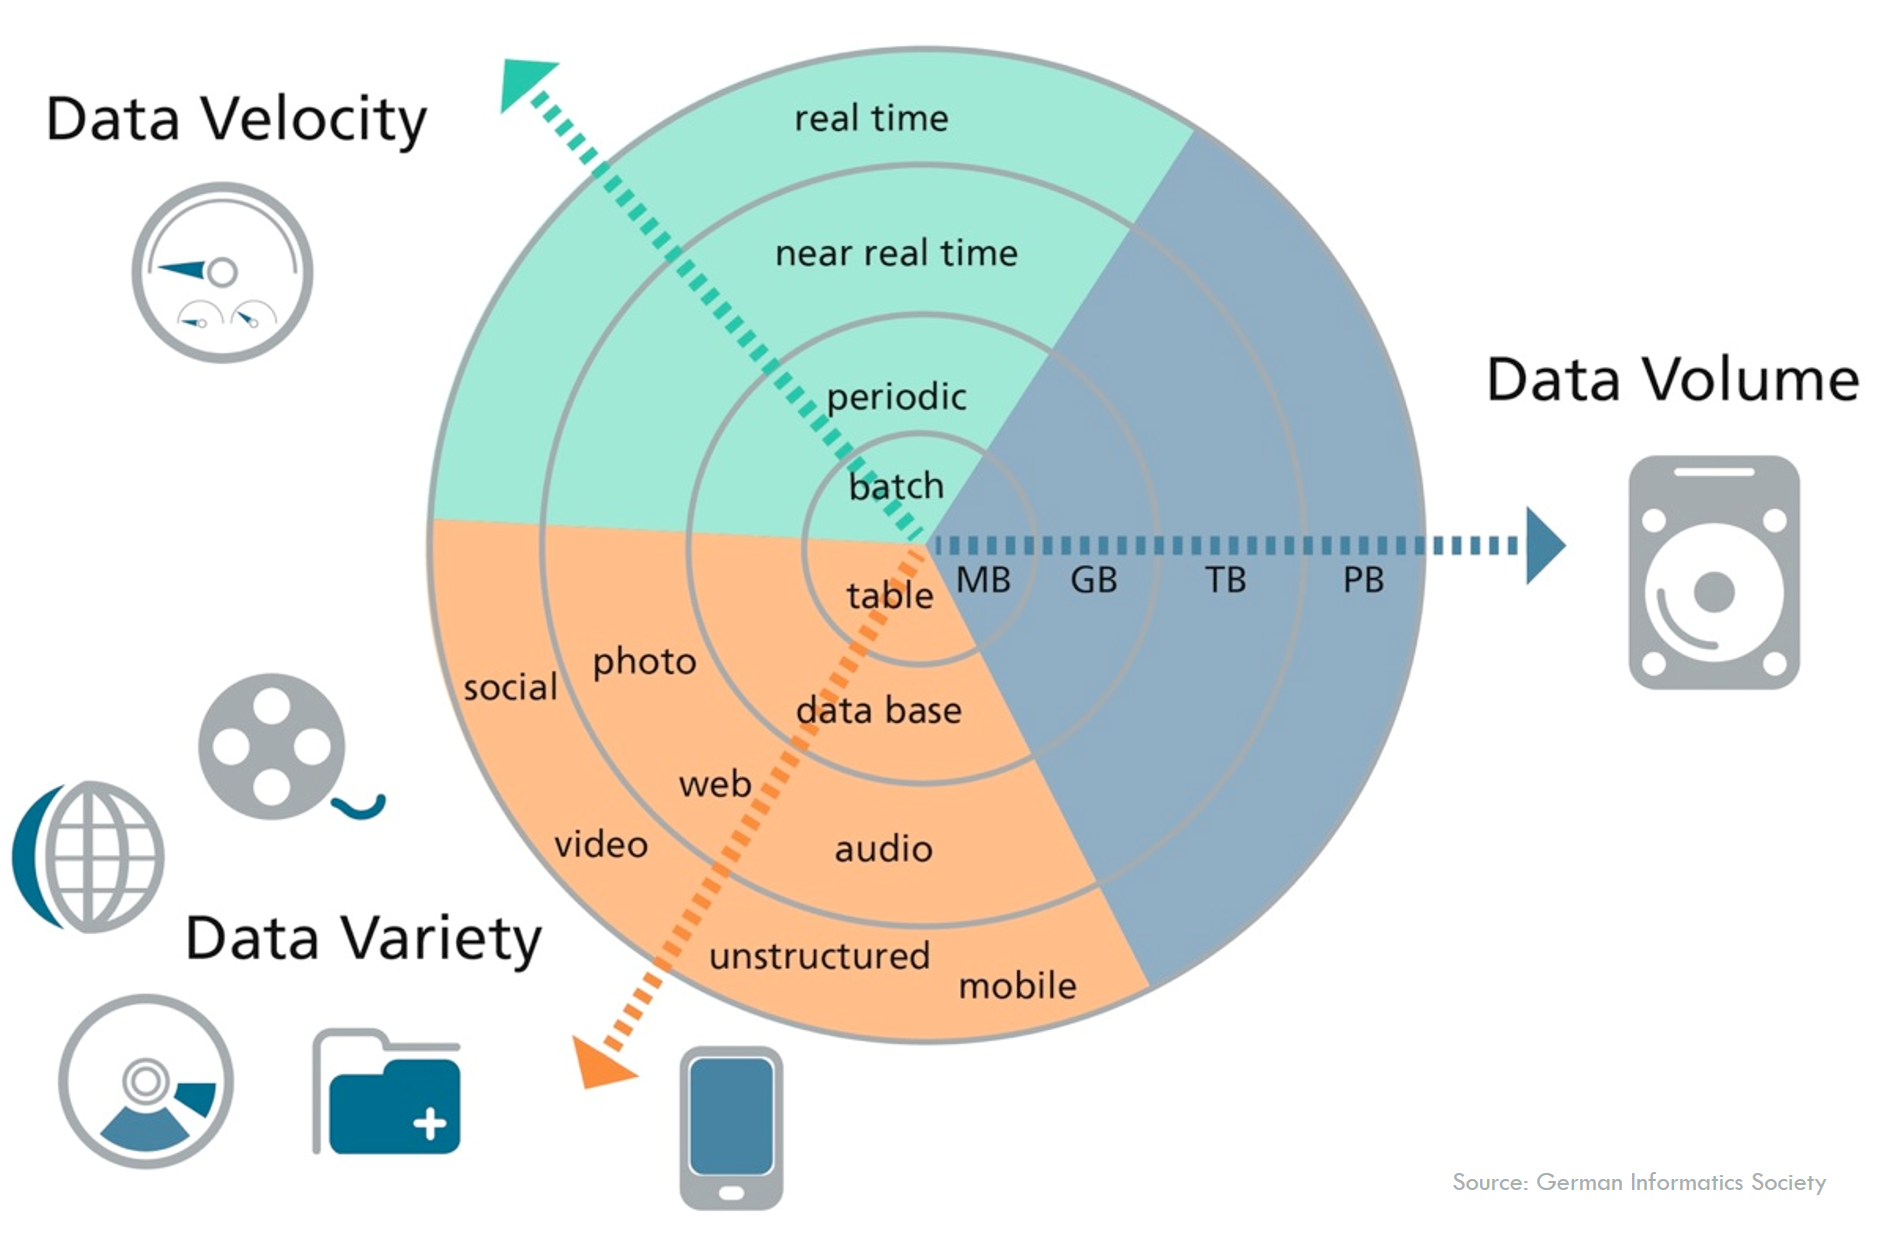 Data Velocity
real time
near real time
periodic
batch
Data Volume
MB
GB
TB
PB
table
photo
social
data base
web
video
audio
Data Variety
unstructured
mobile
Source: German Informatics Society